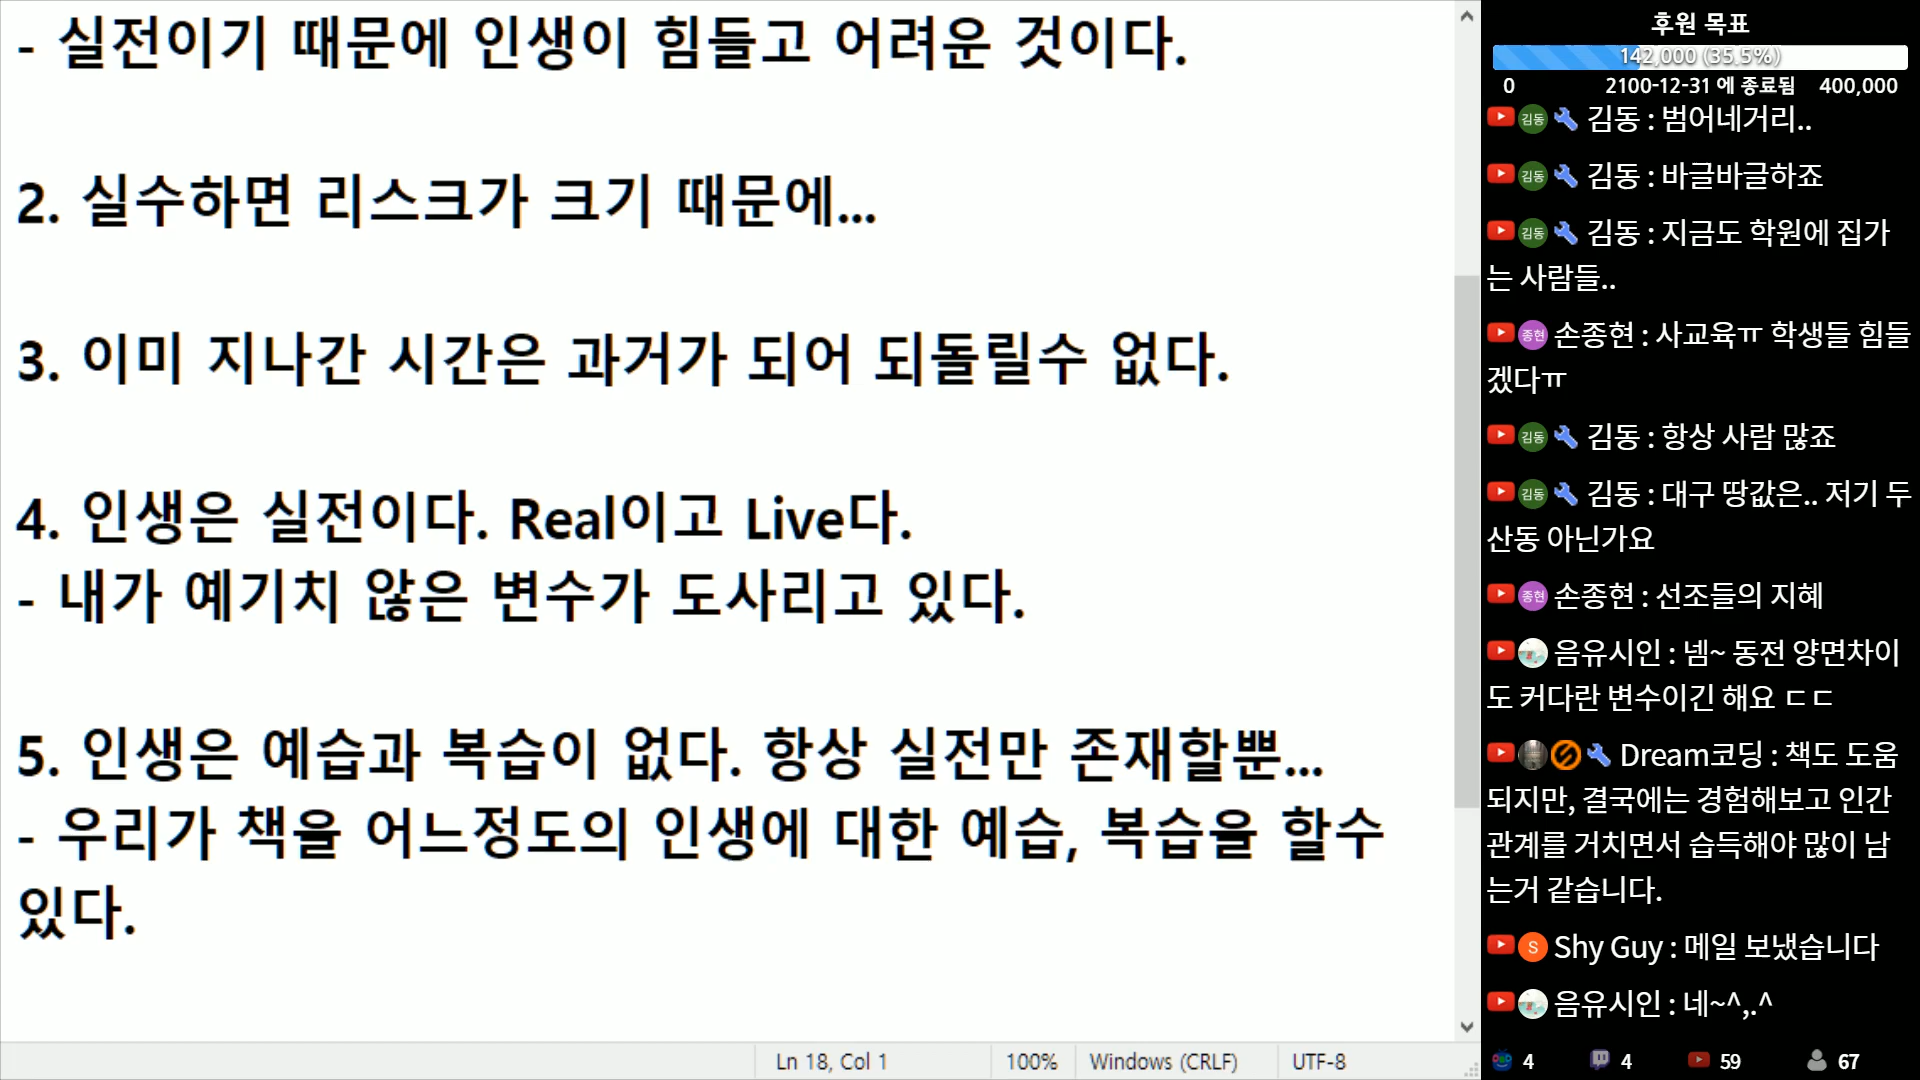 - 실전이기 때문에 인생이 힘들고 어려운 것이다.
2. 실수하면 리스크가 크기 때문에...
3. 이미 지나간 시간은 과거가 되어 되돌릴수 없다.
4. 인생은 실전이다. Real이고 Live다.
- 내가 예기치 않은 변수가 도사리고 있다.
5. 인생은 예습과 복습이 없다. 항상 실전만 존재할뿐...
- 우리가 책을 어느정도의 인생에 대한 예습, 복습을 할수
있다.
Ln 18, Col 1
100%
Windows (CRLF)
UTF-8
후원 목표
142,000 (35.5%)
0 2100-12-31 에 종료됨 400,000
김동 김동 : 범어네거리..
김동 김동 : 바글바글하죠
김동 김동 : 지금도 학원에 집가
는 사람들..
종현 손종현 : 사교육ㅠ 학생들 힘들
겠다ㅠ
김동 김동 : 항상 사람 많죠
김동 김동 : 대구 땅값은.. 저기 두
산동 아닌가요
종현 손종현 : 선조들의 지혜
음유시인 : 넴~ 동전 양면차이
도 커다란 변수이긴 해요 ㄷㄷ
Dream코딩 : 책도 도움
되지만, 결국에는 경험해보고 인간
관계를 거치면서 습득해야 많이 남
는거 같습니다.
S Shy Guy : 메일 보냈습니다
음유시인 : 네~^,.^
4 4 59 67